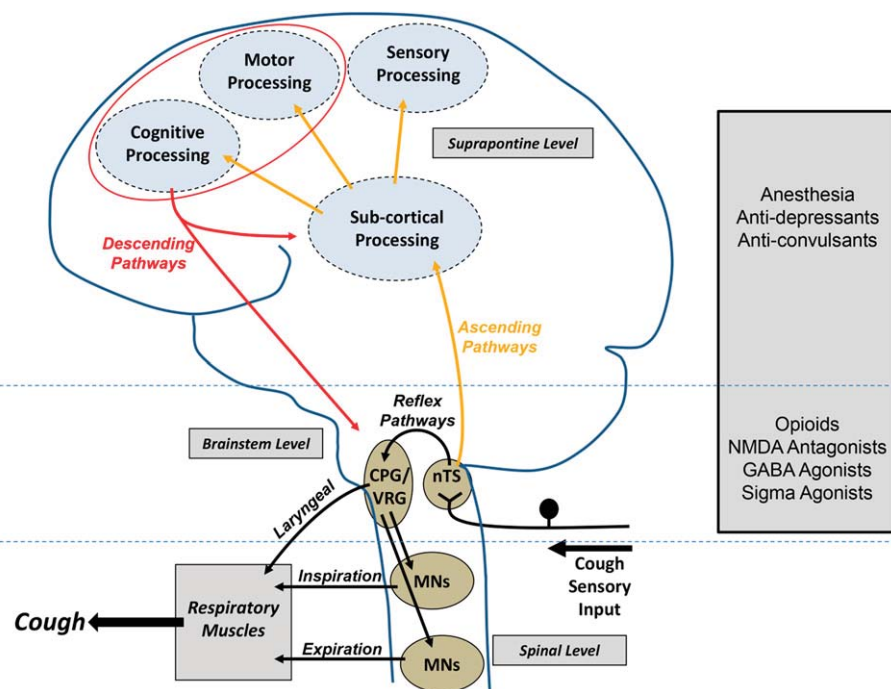 Motor
Processing
Sensory
Processing
Cognitive
Processing
Suprapontine Level
Sub-cortical
Processing
Descending
Pathways
Ascending
Pathways
Anesthesia
Anti-depressants
Anti-convulsants
Reflex
Pathways
Brainstem Level
CPG/
VRG
nTS
Opioids
NMDA Antagonists
GABA Agonists
Sigma Agonists
Laryngeal
Cough
Sensory
Input
Inspiration
MNs
Respiratory
Muscles
Cough
Expiration
MNs
Spinal Level